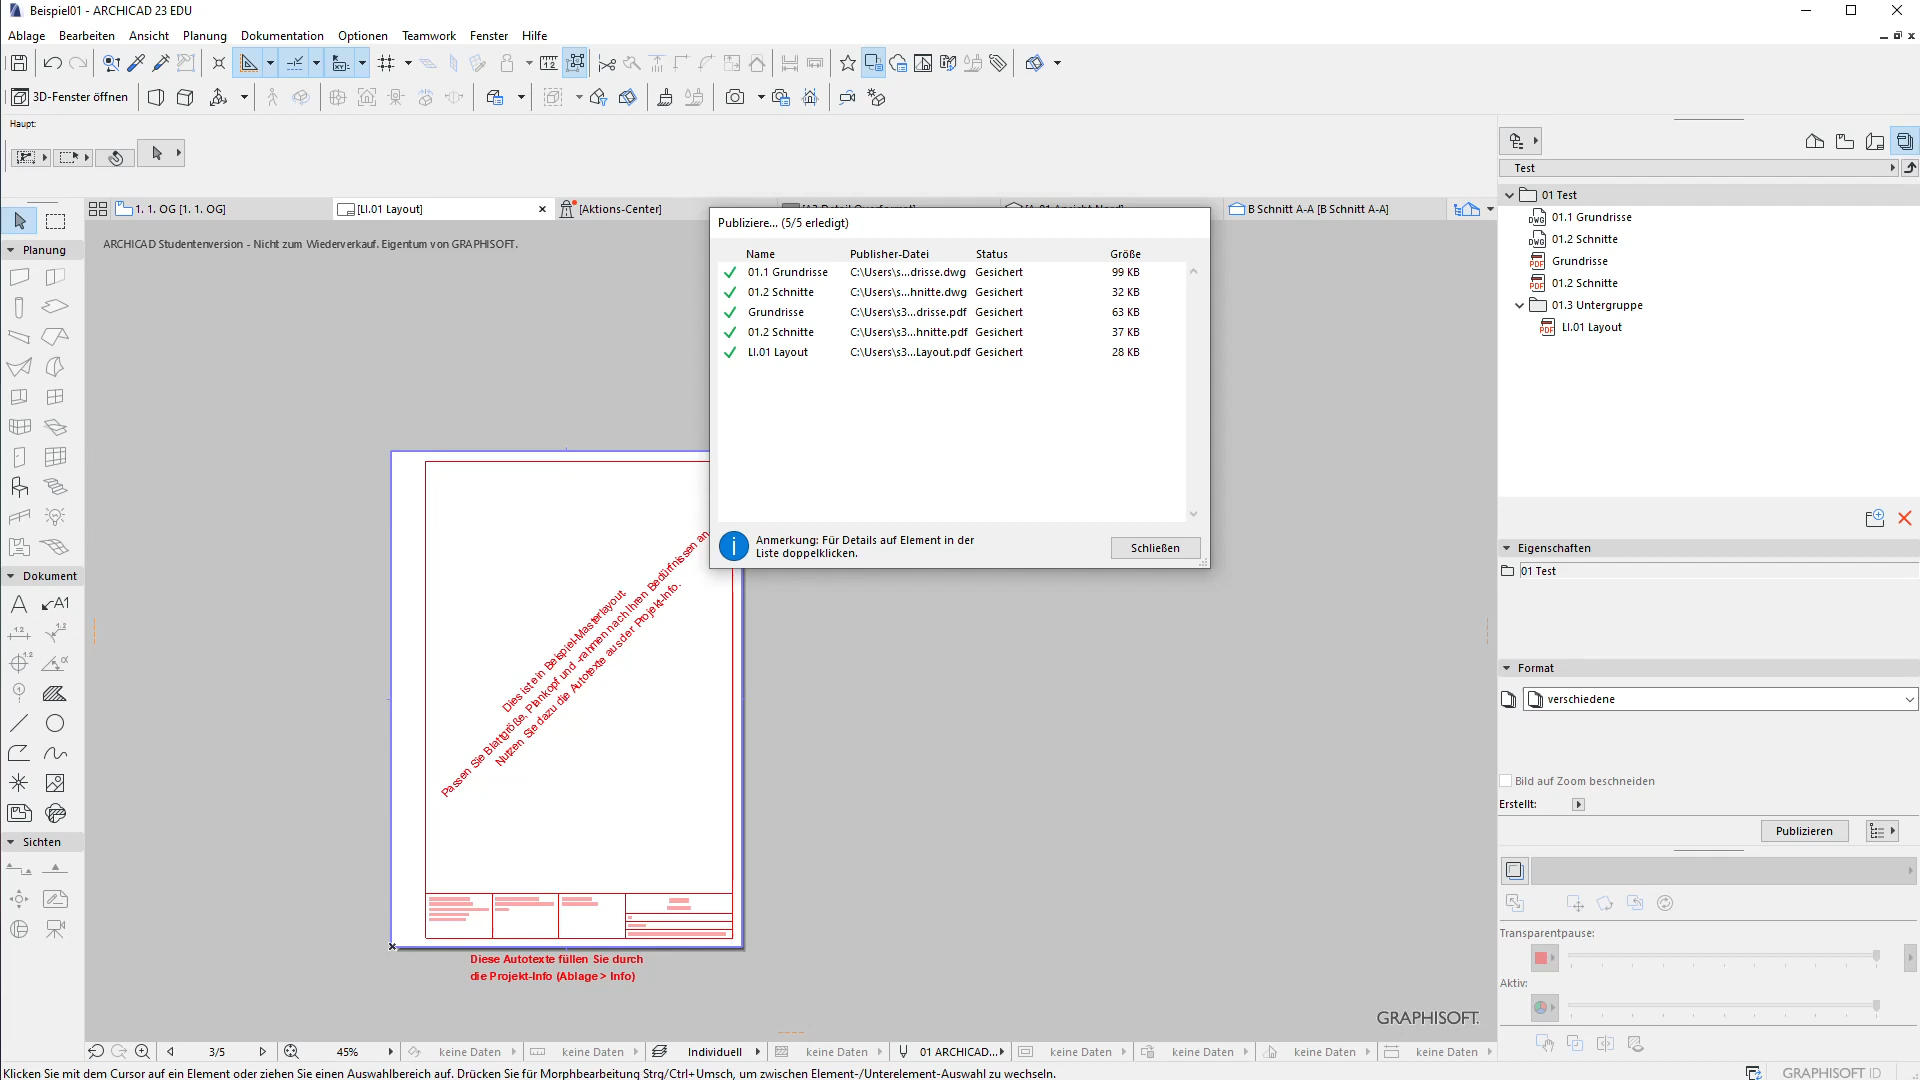 Beispiel01 - ARCHICAD 23 EDU
Ablage Bearbeiten Ansicht Planung Dokumentation Optionen Teamwork Fenster Hilfe
3D-Fenster öffnen
Haupt:
Test
1. 1. OG [1. 1. OG]
[LI.01 Layout]
[Aktions-Center]
B Schnitt A-A [B Schnitt A-A]
ARCHICAD Studentenversion - Nicht zum Wiederverkauf. Eigentum von GRAPHISOFT.
Planung
Dokument
A1
Sichten
Publiziere... (5/5 erledigt)
Name Publisher-Datei Status Größe
01.1 Grundrisse C:\Users\s...drisse.dwg Gesichert 99 KB
01.2 Schnitte C:\Users\s...hnitte.dwg Gesichert 32 KB
Grundrisse C:\Users\s3...drisse.pdf Gesichert 63 KB
01.2 Schnitte C:\Users\s3...hnitte.pdf Gesichert 37 KB
LI.01 Layout C:\Users\s3...Layout.pdf Gesichert 28 KB
Anmerkung: Für Details auf Element in der
Liste doppelklicken.
Schließen
Dies ist ein Beispiel-Masterlayout.
Passen Sie Blattgröße, Plankopf und -rahmen nach Ihren Bedürfnissen an
Nutzen Sie dazu die Autotexte aus der Projekt-Info.
Diese Autotexte füllen Sie durch
die Projekt-Info (Ablage > Info)
GRAPHISOFT.
01 Test
01.1 Grundrisse
01.2 Schnitte
Grundrisse
01.2 Schnitte
01.3 Untergruppe
LI.01 Layout
Eigenschaften
01 Test
Format
verschiedene
Bild auf Zoom beschneiden
Erstellt:
Publizieren
Transparentpause:
Aktiv:
3/5 45% keine Daten keine Daten Individuell keine Daten 01 ARCHICAD... keine Daten keine Daten keine Daten keine Daten
Klicken Sie mit dem Cursor auf ein Element oder ziehen Sie einen Auswahlbereich auf. Drücken Sie für Morphbearbeitung Strg/Ctrl+Umsch, um zwischen Element-/Unterelement-Auswahl zu wechseln.
GRAPHISOFT ID